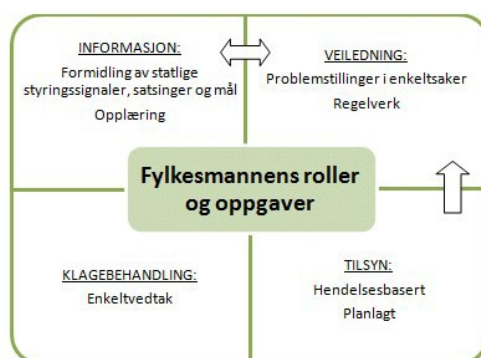 INFORMASJON:
Formidling av statlige
styringssignaler, satsinger og mål
Opplæring
VEILEDNING:
Problemstillinger i enkeltsaker
Regelverk
Fylkesmannens roller
og oppgaver
KLAGEBEHANDLING:
Enkeltvedtak
TILSYN:
Hendelsesbasert
Planlagt